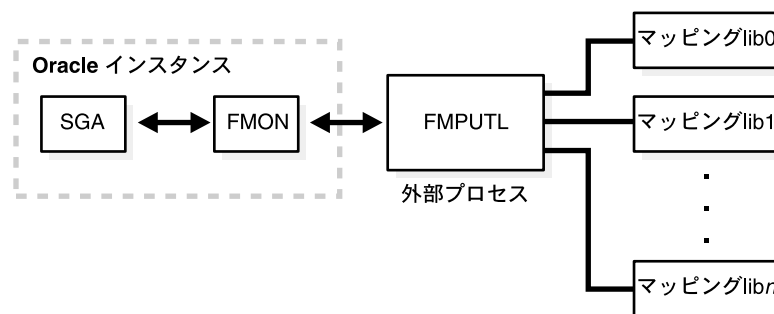 Oracle インスタンス
SGA
FMON
FMPUTL
外部プロセス
マッピングlib0
マッピングlib1
マッピングlibn